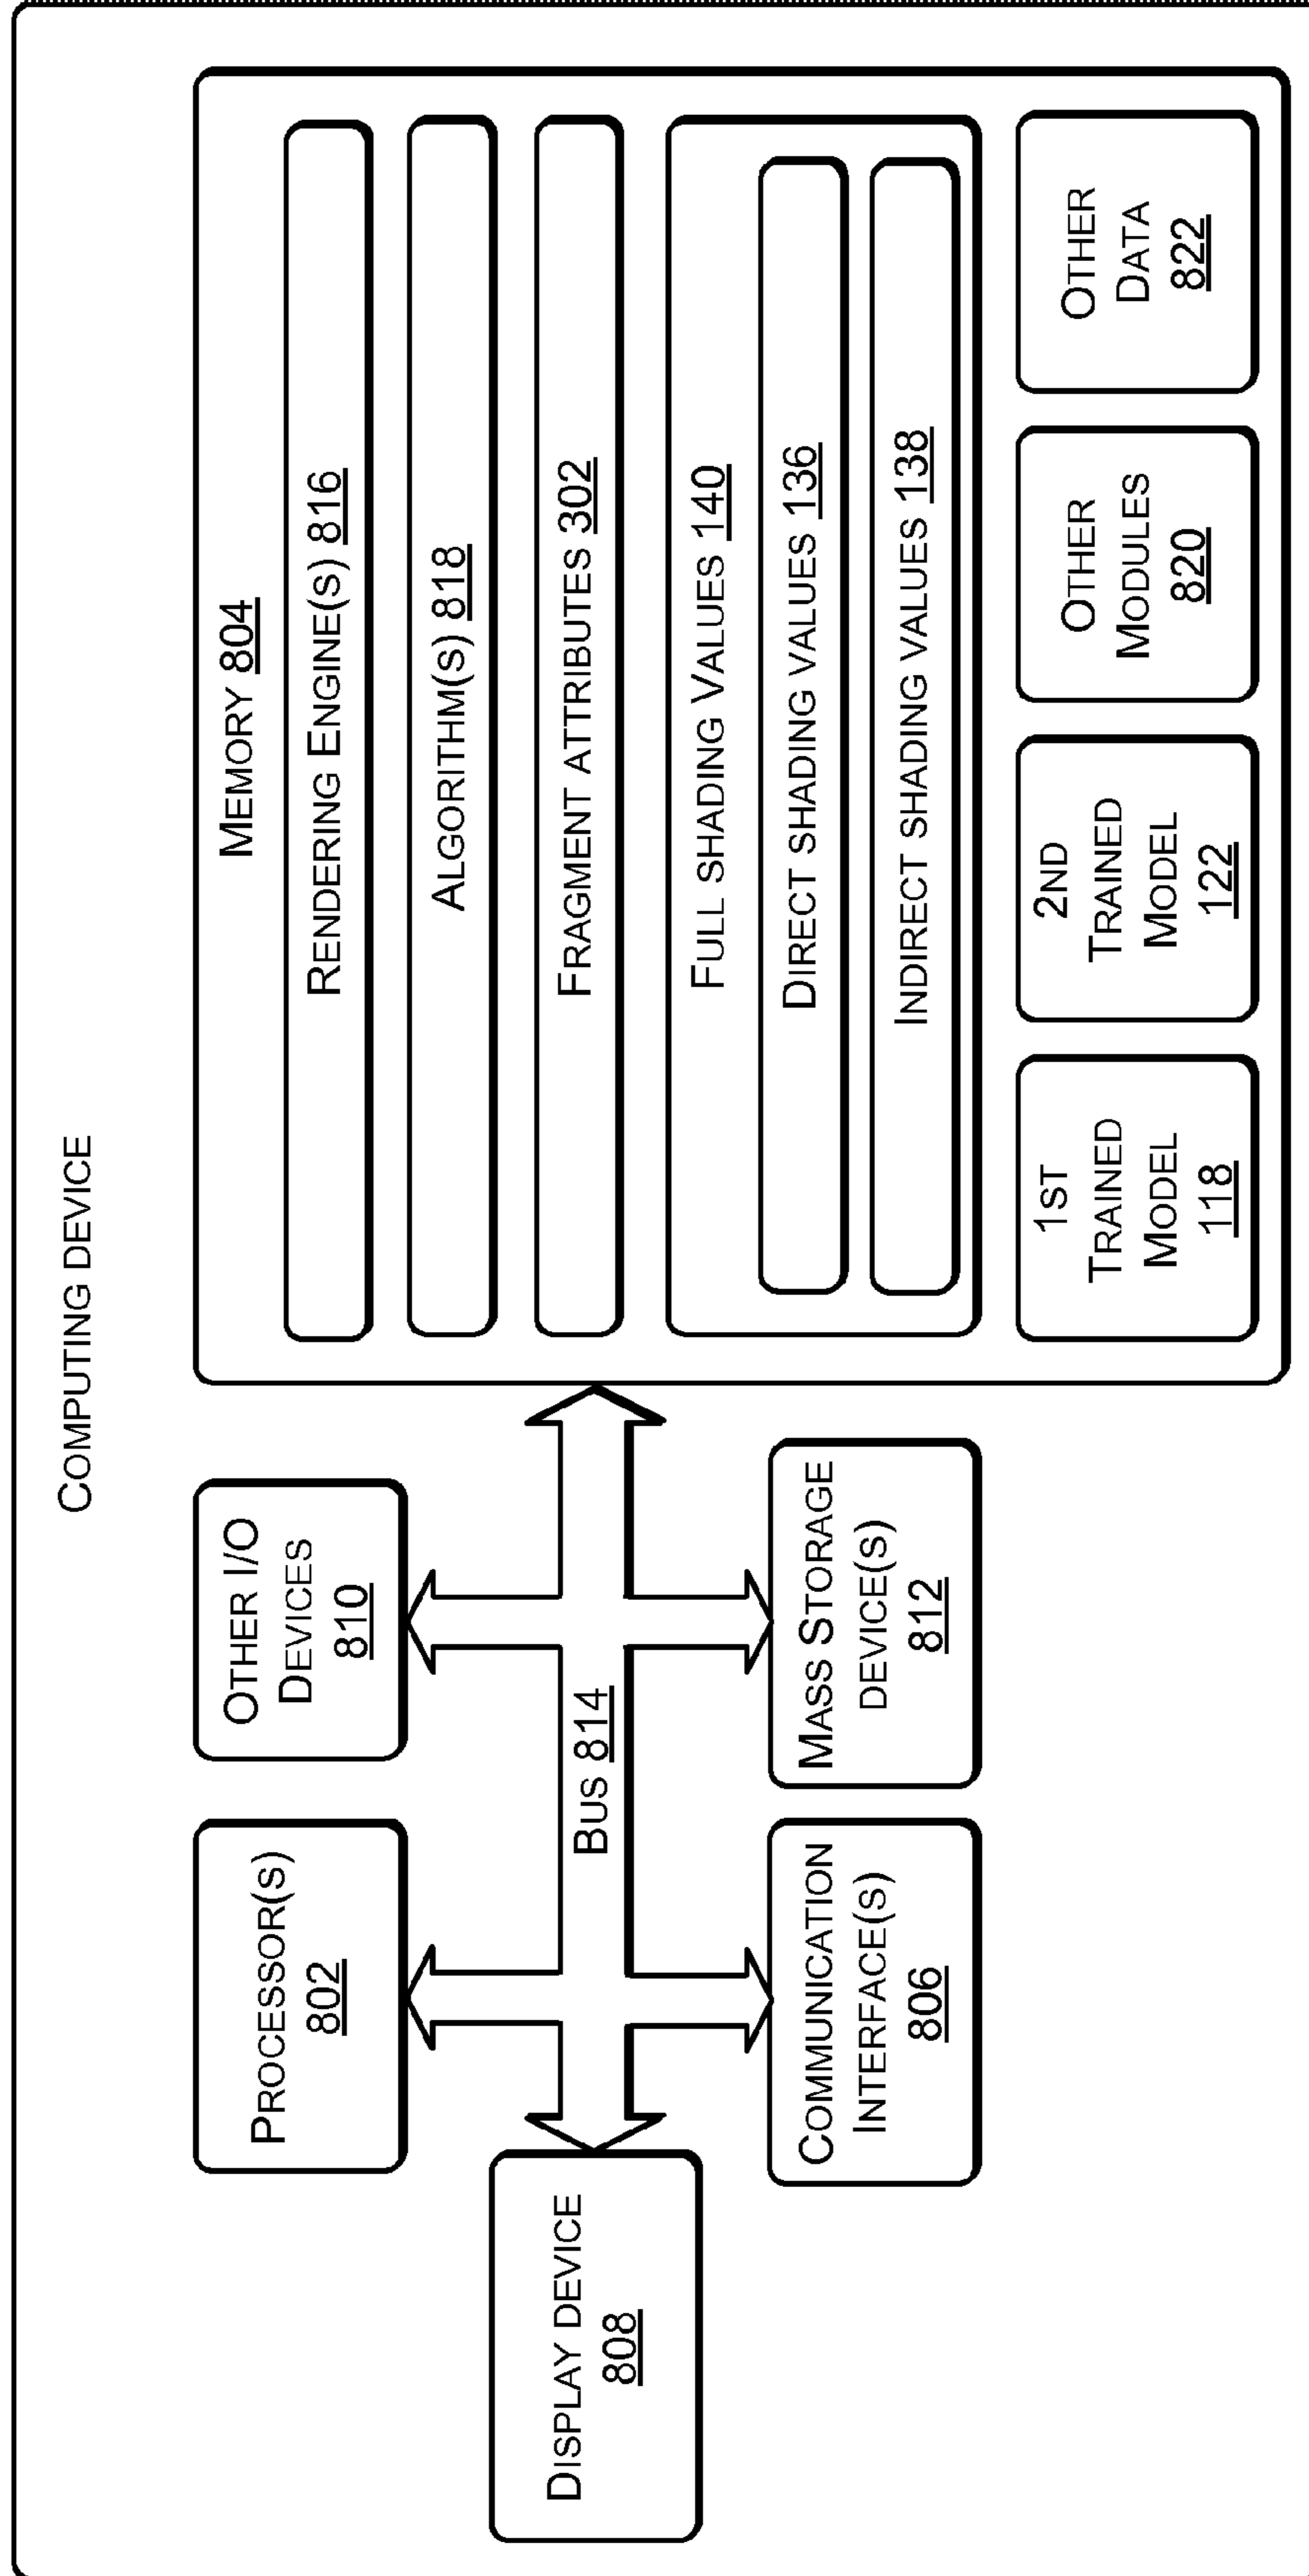 COMPUTING DEVICE
PROCESSOR(S)
802
OTHER I/O
DEVICES
810
DISPLAY DEVICE
808
BUS 814
COMMUNICATION
INTERFACE(S)
806
MASS STORAGE
DEVICE(S)
812
MEMORY 804
RENDERING ENGINE(S) 816
ALGORITHM(S) 818
FRAGMENT ATTRIBUTES 302
FULL SHADING VALUES 140
DIRECT SHADING VALUES 136
INDIRECT SHADING VALUES 138
1ST
TRAINED
MODEL
118
2ND
TRAINED
MODEL
122
OTHER
MODULES
820
OTHER
DATA
822